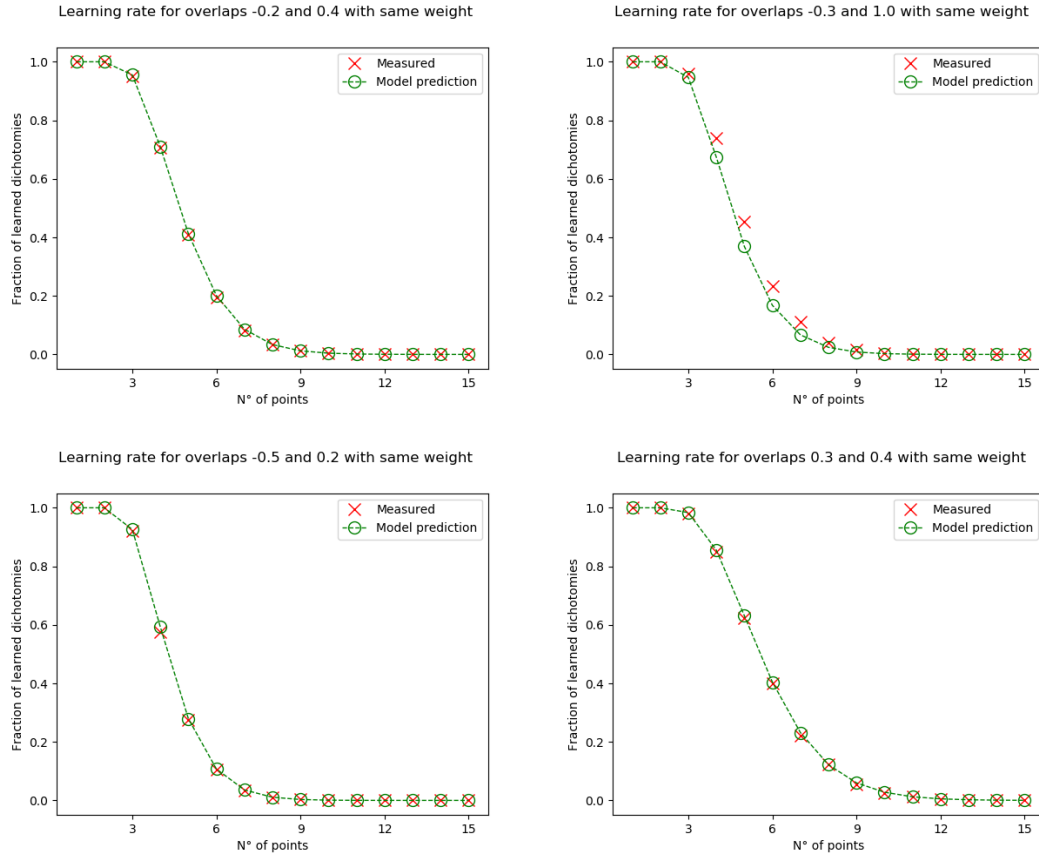 Learning rate for overlaps -0.2 and 0.4 with same weight
1.0
0.8
0.6
0.4
0.2
0.0
Fraction of learned dichotomies
Measured
Model prediction
3 6 9 12 15
N° of points
Learning rate for overlaps -0.3 and 1.0 with same weight
1.0
0.8
0.6
0.4
0.2
0.0
Fraction of learned dichotomies
Measured
Model prediction
3 6 9 12 15
N° of points
Learning rate for overlaps -0.5 and 0.2 with same weight
1.0
0.8
0.6
0.4
0.2
0.0
Fraction of learned dichotomies
Measured
Model prediction
3 6 9 12 15
N° of points
Learning rate for overlaps 0.3 and 0.4 with same weight
1.0
0.8
0.6
0.4
0.2
0.0
Fraction of learned dichotomies
Measured
Model prediction
3 6 9 12 15
N° of points